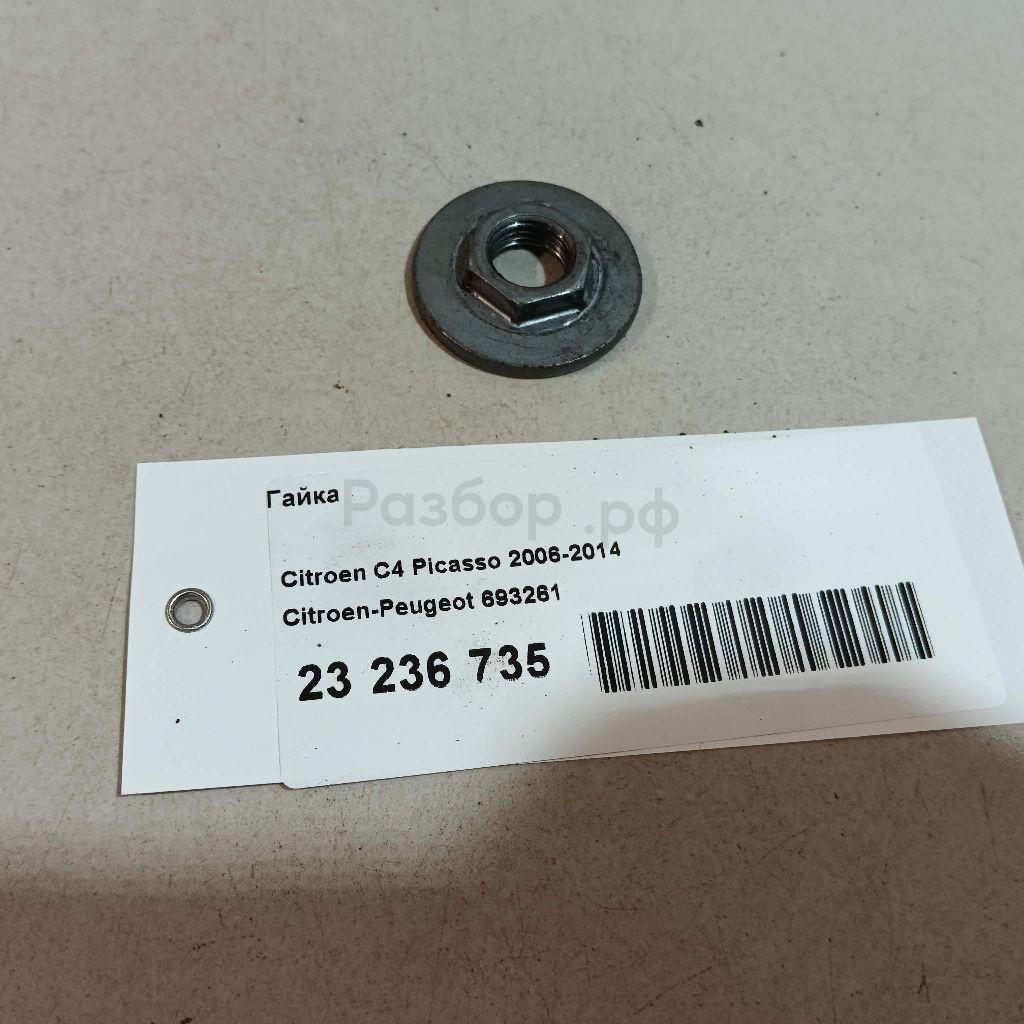 Гайка
Разбор.рф
Citroen C4 Picasso 2006-2014
Citroen-Peugeot 693261
23 236 735